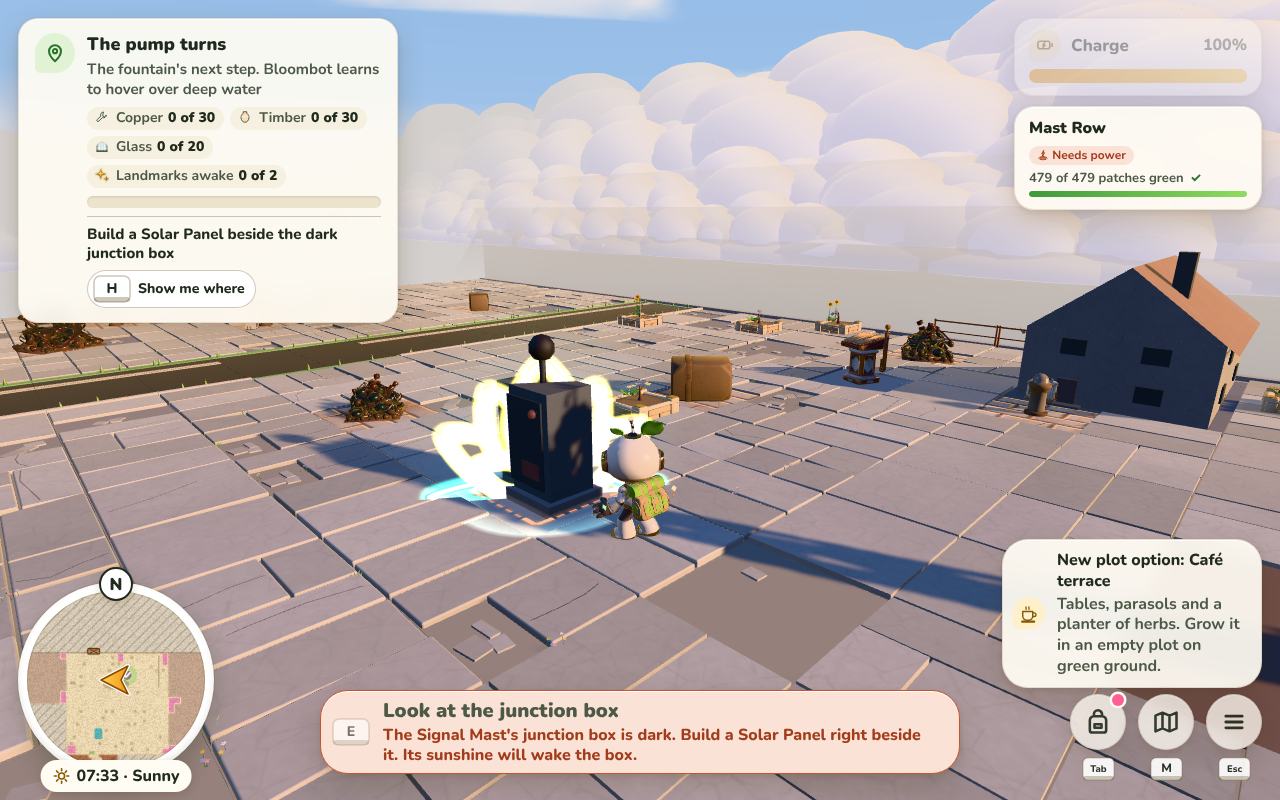 The pump turns
The fountain's next step. Bloombot learns
to hover over deep water
Copper 0 of 30 Timber 0 of 30
Glass 0 of 20
Landmarks awake 0 of 2
Build a Solar Panel beside the dark
junction box
H Show me where
Charge 100%
Mast Row
Needs power
479 of 479 patches green
New plot option: Café
terrace
Tables, parasols and a
planter of herbs. Grow it
in an empty plot on
green ground.
N
07:33 · Sunny
E
Look at the junction box
The Signal Mast's junction box is dark. Build a Solar Panel right beside
it. Its sunshine will wake the box.
Tab M Esc